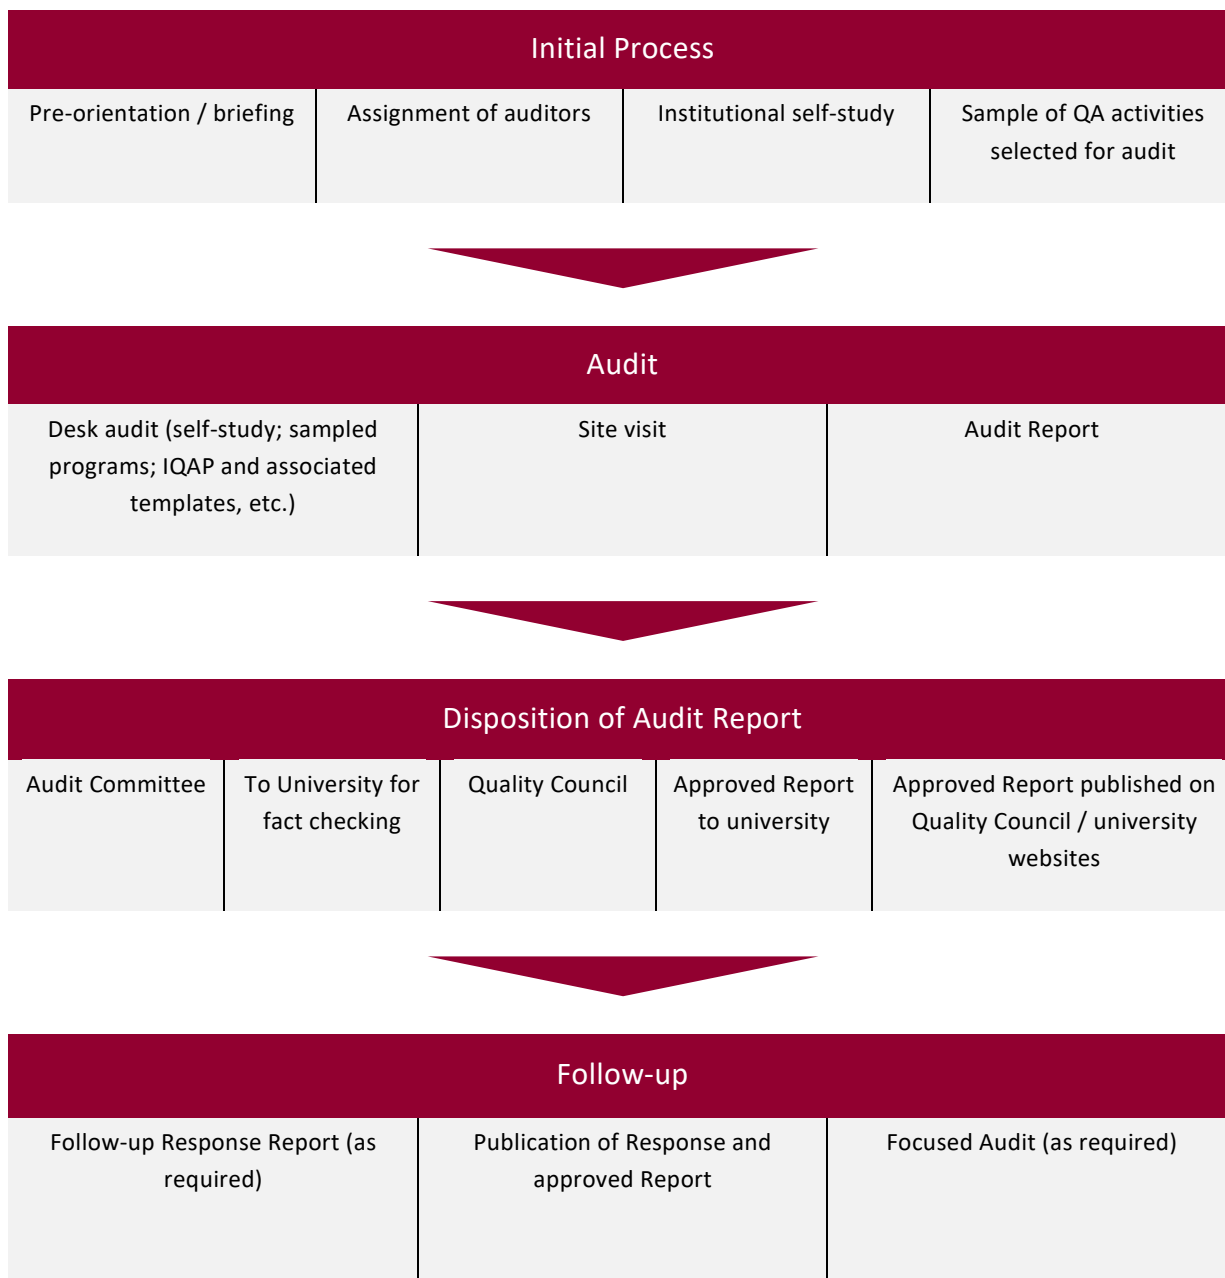 Initial Process
Pre-orientation / briefing
Assignment of auditors
Institutional self-study
Sample of QA activities
selected for audit
Audit
Desk audit (self-study; sampled
programs; IQAP and associated
templates, etc.)
Site visit
Audit Report
Disposition of Audit Report
Audit Committee
To University for
fact checking
Quality Council
Approved Report
to university
Approved Report published on
Quality Council / university
websites
Follow-up
Follow-up Response Report (as
required)
Publication of Response and
approved Report
Focused Audit (as required)